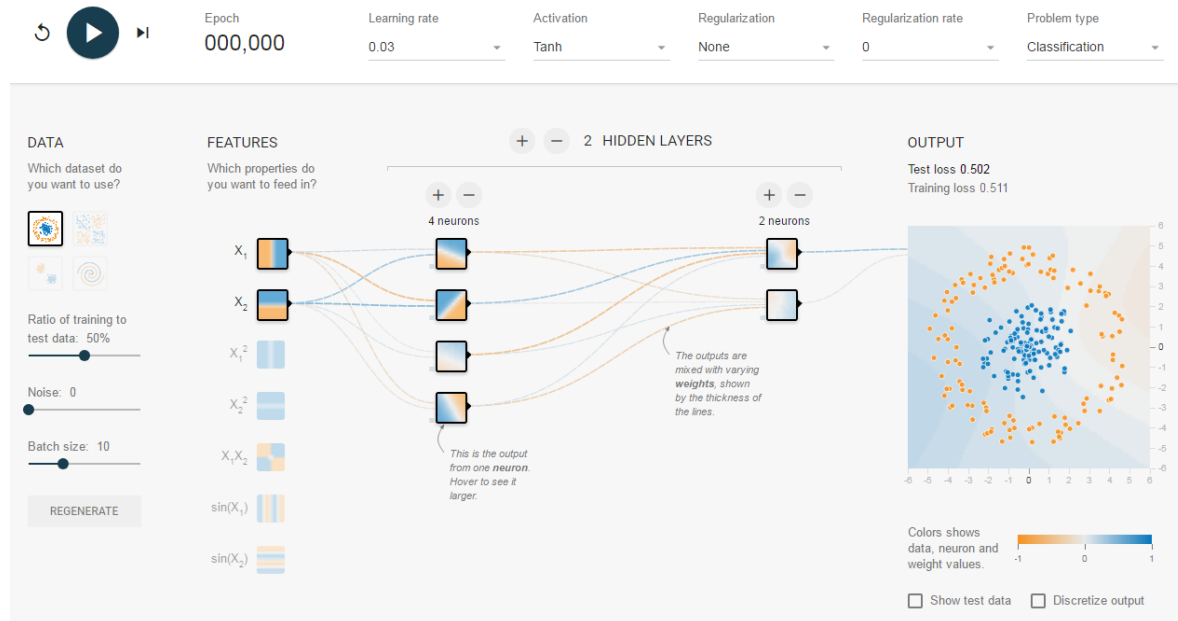 Epoch
000,000
Learning rate
0.03
Activation
Tanh
Regularization
None
Regularization rate
0
Problem type
Classification
DATA
Which dataset do
you want to use?
Ratio of training to
test data: 50%
Noise: 0
Batch size: 10
REGENERATE
FEATURES
Which properties do
you want to feed in?
X₁
X₂
X₁²
X₂²
X₁X₂
sin(X₁)
sin(X₂)
+ − 2 HIDDEN LAYERS
+ −
4 neurons
+ −
2 neurons
This is the output
from one neuron.
Hover to see it
larger.
The outputs are
mixed with varying
weights, shown
by the thickness of
the lines.
OUTPUT
Test loss 0.502
Training loss 0.511
6
5
4
3
2
1
0
-1
-2
-3
-4
-5
-6
-6 -5 -4 -3 -2 -1 0 1 2 3 4 5 6
Colors shows
data, neuron and
weight values.
-1 0 1
Show test data
Discretize output